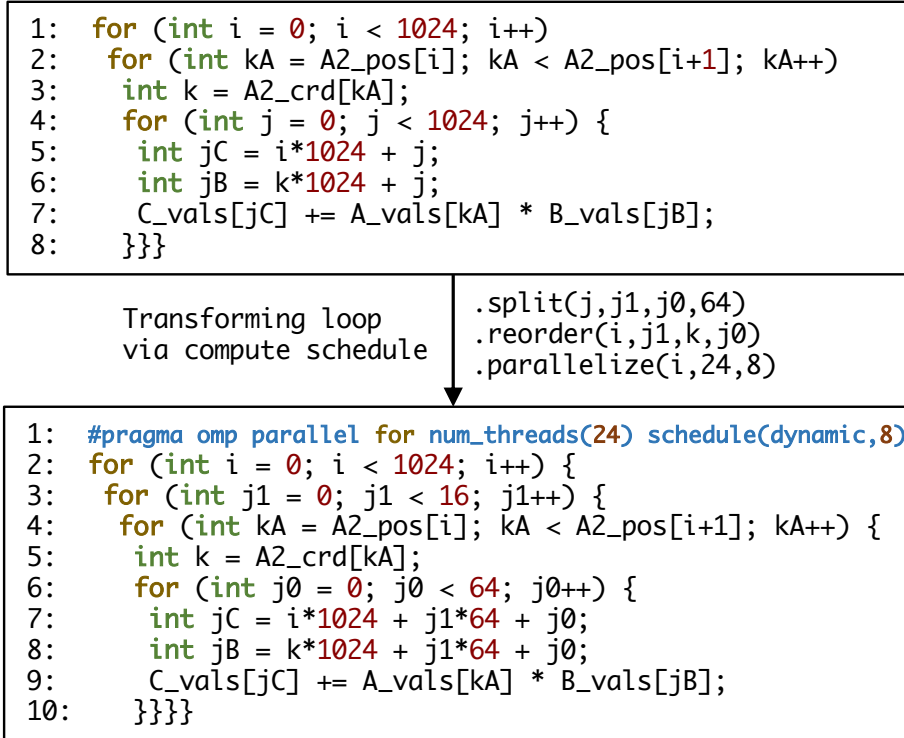 1: for (int i = 0; i < 1024; i++)
2: for (int kA = A2_pos[i]; kA < A2_pos[i+1]; kA++)
3: int k = A2_crd[kA];
4: for (int j = 0; j < 1024; j++) {
5: int jC = i*1024 + j;
6: int jB = k*1024 + j;
7: C_vals[jC] += A_vals[kA] * B_vals[jB];
8: }}}
Transforming loop
via compute schedule
.split(j,j1,j0,64)
.reorder(i,j1,k,j0)
.parallelize(i,24,8)
1: #pragma omp parallel for num_threads(24) schedule(dynamic,8)
2: for (int i = 0; i < 1024; i++) {
3: for (int j1 = 0; j1 < 16; j1++) {
4: for (int kA = A2_pos[i]; kA < A2_pos[i+1]; kA++) {
5: int k = A2_crd[kA];
6: for (int j0 = 0; j0 < 64; j0++) {
7: int jC = i*1024 + j1*64 + j0;
8: int jB = k*1024 + j1*64 + j0;
9: C_vals[jC] += A_vals[kA] * B_vals[jB];
10: }}}}